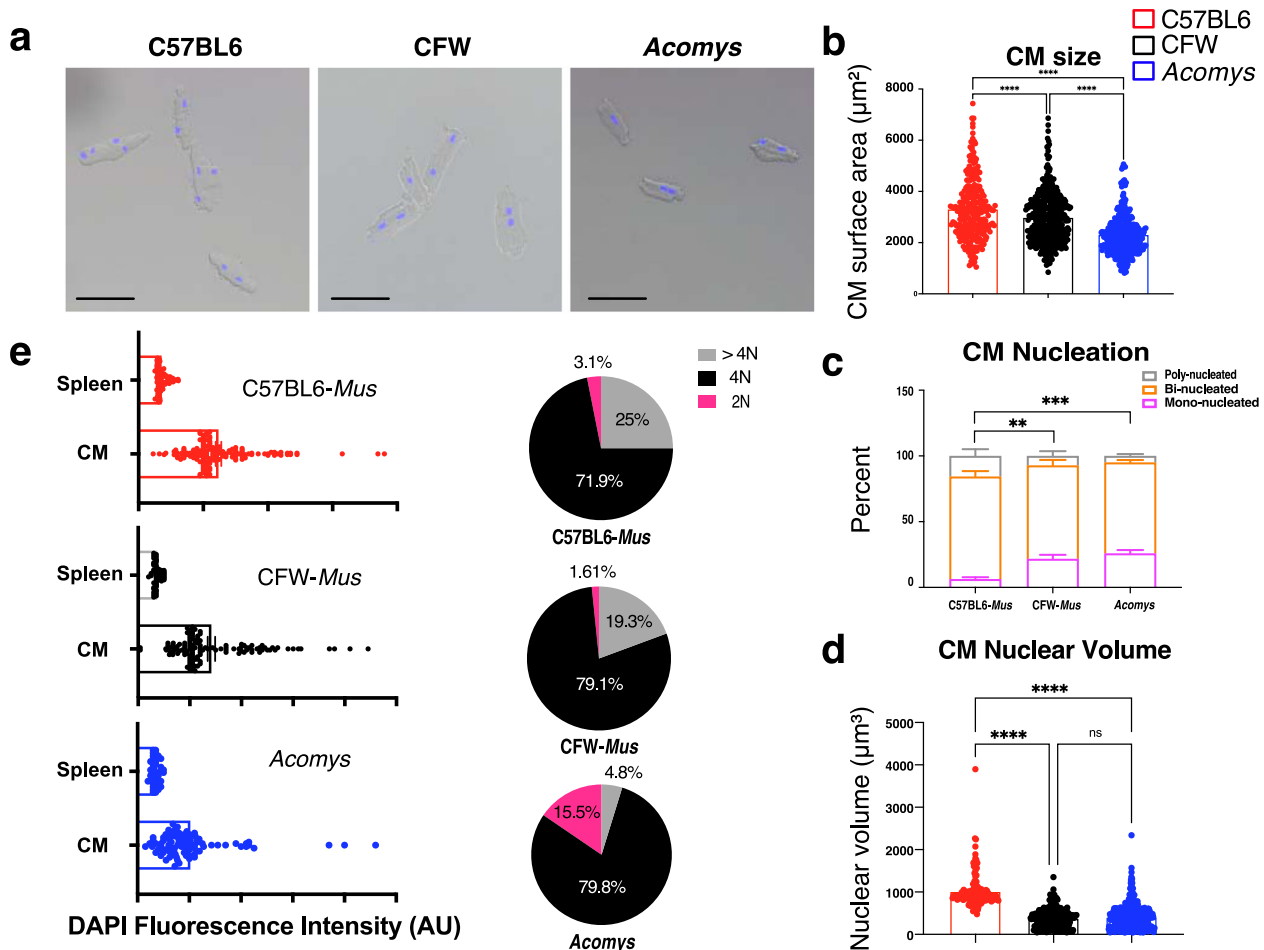 a
C57BL6
CFW
Acomys
b
CM size
C57BL6
CFW
Acomys
****
****
****
CM surface area (µm²)
8000
6000
4000
2000
0
e
Spleen
C57BL6-Mus
CM
Spleen
CFW-Mus
CM
Spleen
Acomys
CM
DAPI Fluorescence Intensity (AU)
> 4N
4N
2N
3.1%
25%
71.9%
C57BL6-Mus
1.61%
19.3%
79.1%
CFW-Mus
4.8%
15.5%
79.8%
Acomys
c
CM Nucleation
Poly-nucleated
Bi-nucleated
Mono-nucleated
***
**
Percent
150
100
50
0
C57BL6-Mus
CFW-Mus
Acomys
d
CM Nuclear Volume
****
****
ns
Nuclear volume (µm³)
5000
4000
3000
2000
1000
0